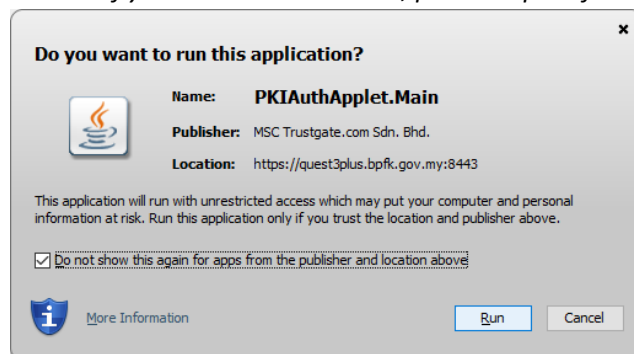 Do you want to run this application?
Name: PKIAuthApplet.Main
Publisher: MSC Trustgate.com Sdn. Bhd.
Location: https://quest3plus.bpfk.gov.my:8443
This application will run with unrestricted access which may put your computer and personal
information at risk. Run this application only if you trust the location and publisher above.
Do not show this again for apps from the publisher and location above
More Information
Run
Cancel